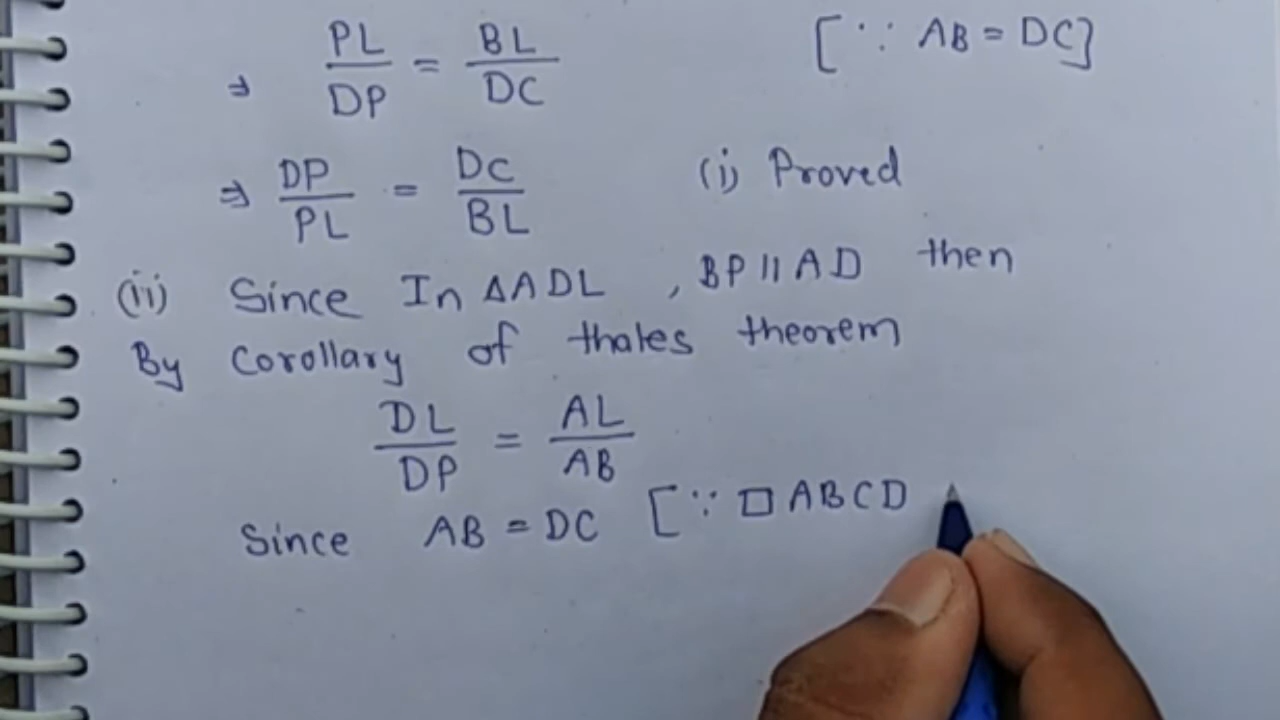 ⇒ PL/DP = BL/DC [∵ AB = DC]
⇒ DP/PL = DC/BL (i) Proved
(ii) Since In ΔADL , BP || AD then
By Corollary of thales theorem
DL/DP = AL/AB
Since AB = DC [∵ □ ABCD